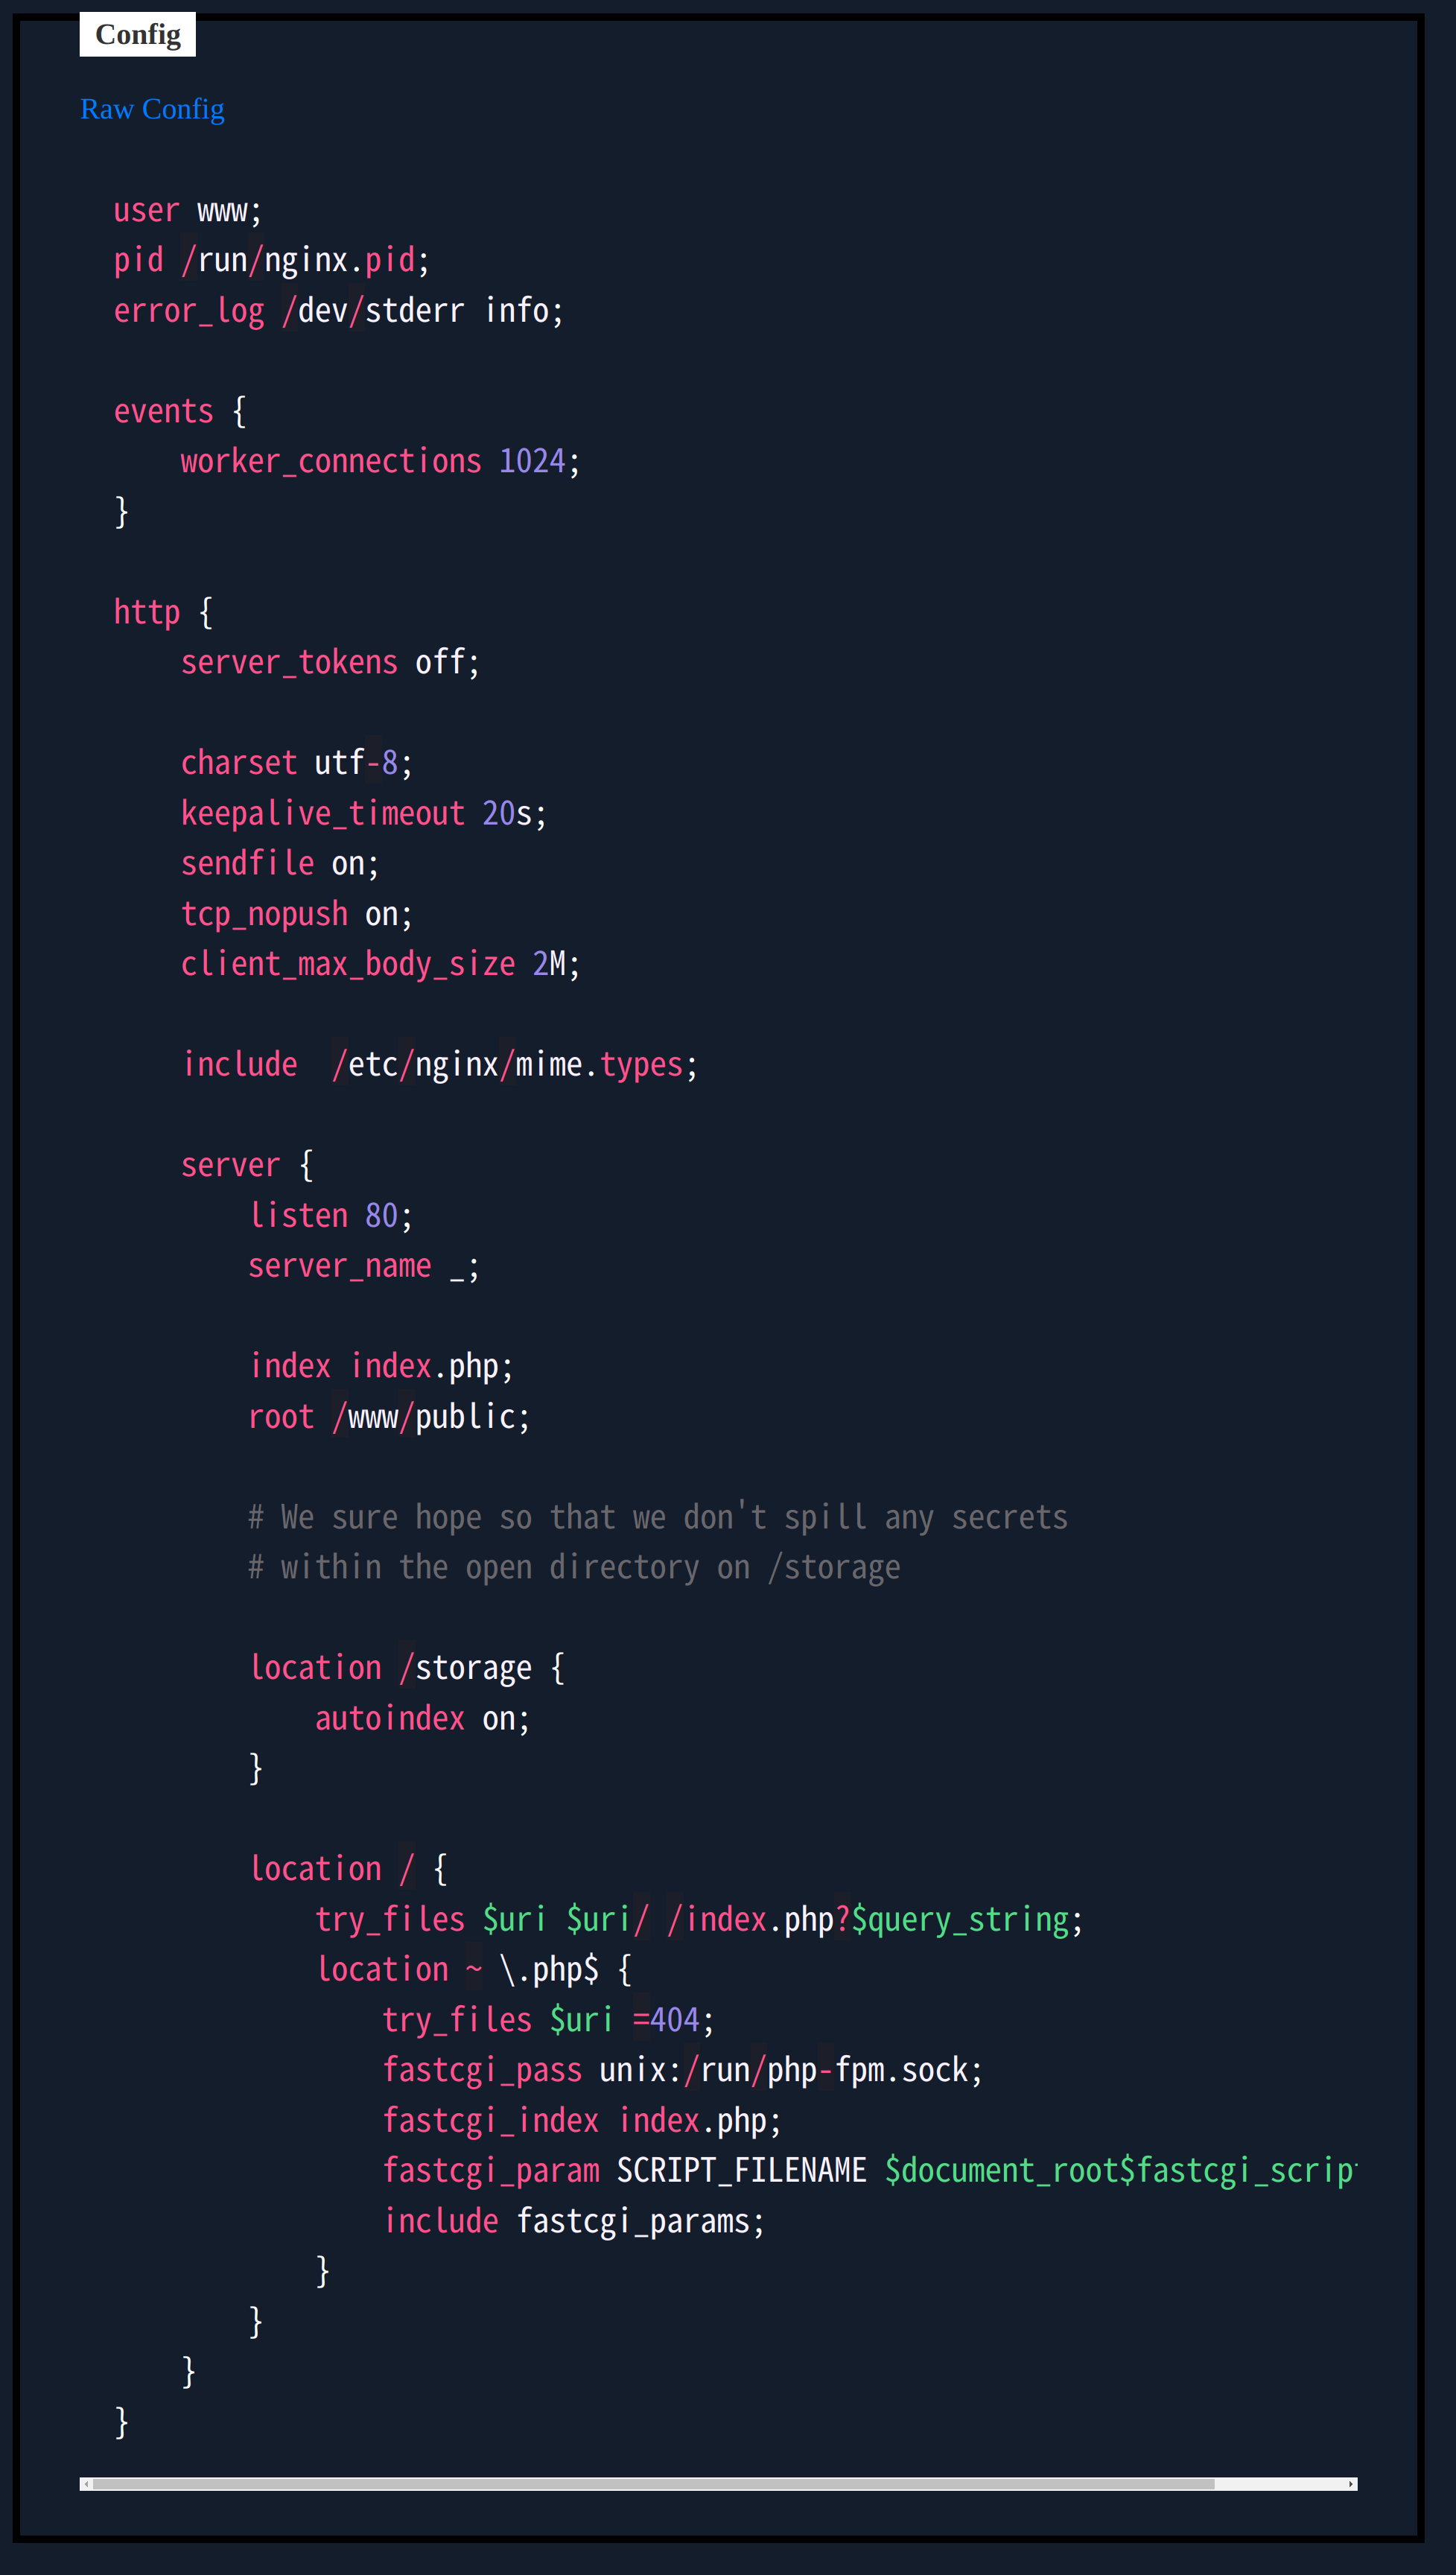 Config
Raw Config
user www;
pid /run/nginx.pid;
error_log /dev/stderr info;
events {
    worker_connections 1024;
}
http {
    server_tokens off;
    charset utf-8;
    keepalive_timeout 20s;
    sendfile on;
    tcp_nopush on;
    client_max_body_size 2M;
    include  /etc/nginx/mime.types;
    server {
        listen 80;
        server_name _;
        index index.php;
        root /www/public;
        # We sure hope so that we don't spill any secrets
        # within the open directory on /storage
        location /storage {
            autoindex on;
        }
        location / {
            try_files $uri $uri/ /index.php?$query_string;
            location ~ \.php$ {
                try_files $uri =404;
                fastcgi_pass unix:/run/php-fpm.sock;
                fastcgi_index index.php;
                fastcgi_param SCRIPT_FILENAME $document_root$fastcgi_scrip
                include fastcgi_params;
            }
        }
    }
}